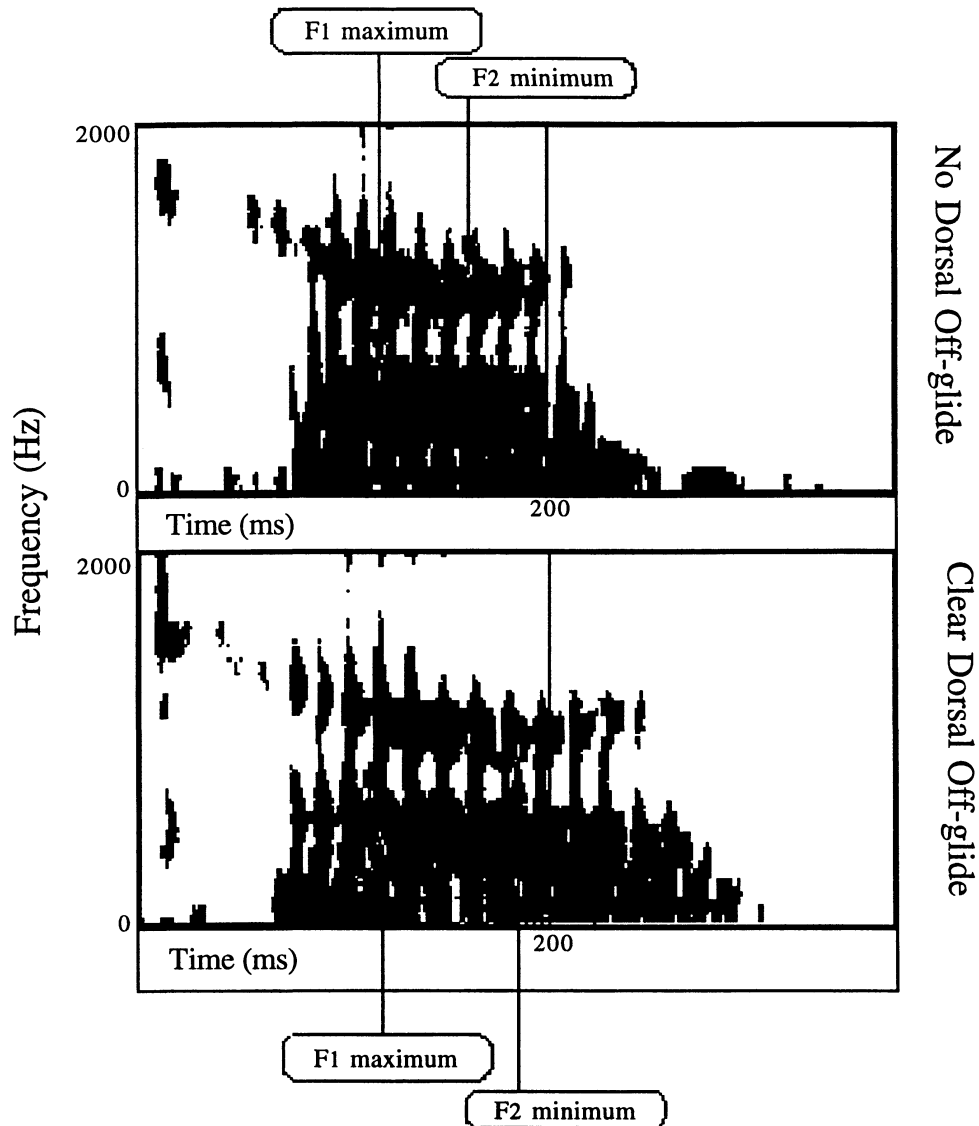 F1 maximum
F2 minimum
2000
No Dorsal Off-glide
Frequency (Hz)
0
200
Time (ms)
2000
Clear Dorsal Off-glide
0
200
Time (ms)
F1 maximum
F2 minimum